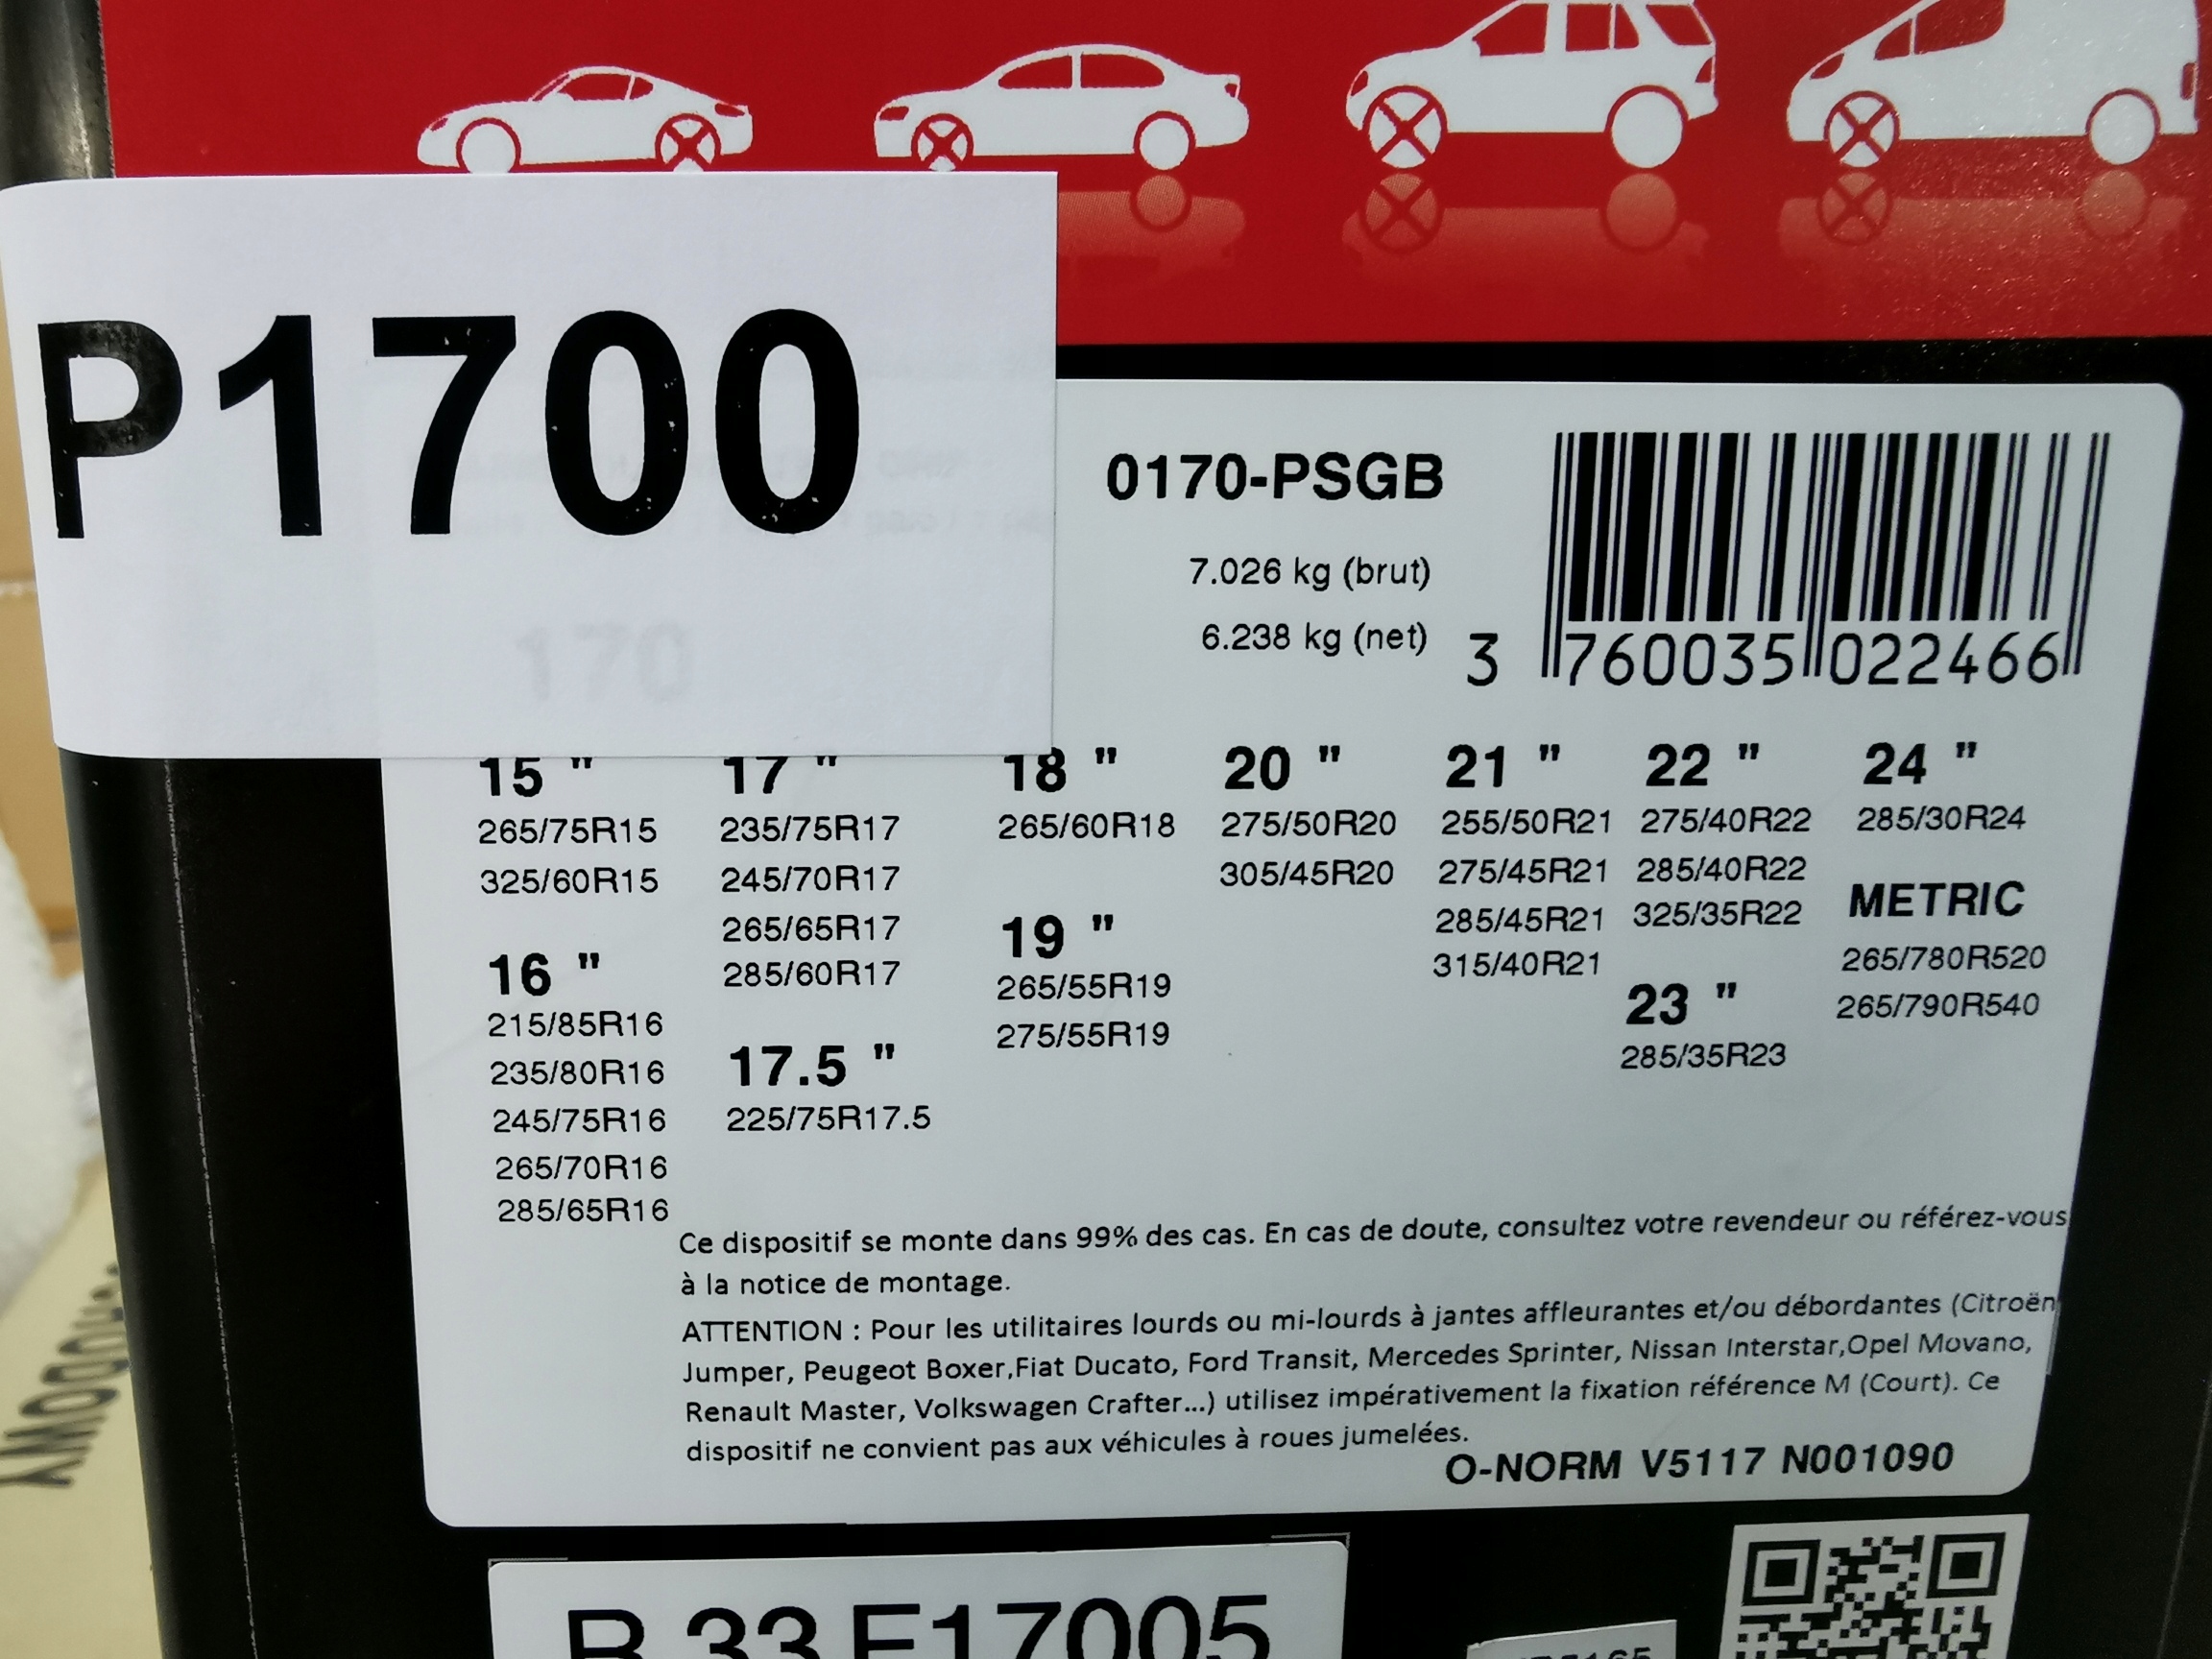 P1700
170
0170-PSGB
7.026 kg (brut)
6.238 kg (net)
3 760035 022466
15 "
265/75R15
325/60R15
16 "
215/85R16
235/80R16
245/75R16
265/70R16
285/65R16
17 "
235/75R17
245/70R17
265/65R17
285/60R17
17.5 "
225/75R17.5
18 "
265/60R18
19 "
265/55R19
275/55R19
20 "
275/50R20
305/45R20
21 "
255/50R21
275/45R21
285/45R21
315/40R21
22 "
275/40R22
285/40R22
325/35R22
23 "
285/35R23
24 "
285/30R24
METRIC
265/780R520
265/790R540
Ce dispositif se monte dans 99% des cas. En cas de doute, consultez votre revendeur ou référez-vous
à la notice de montage.
ATTENTION : Pour les utilitaires lourds ou mi-lourds à jantes affleurantes et/ou débordantes (Citroën
Jumper, Peugeot Boxer,Fiat Ducato, Ford Transit, Mercedes Sprinter, Nissan Interstar,Opel Movano,
Renault Master, Volkswagen Crafter...) utilisez impérativement la fixation référence M (Court). Ce
dispositif ne convient pas aux véhicules à roues jumelées.
O-NORM V5117 N001090
R 33 E17005